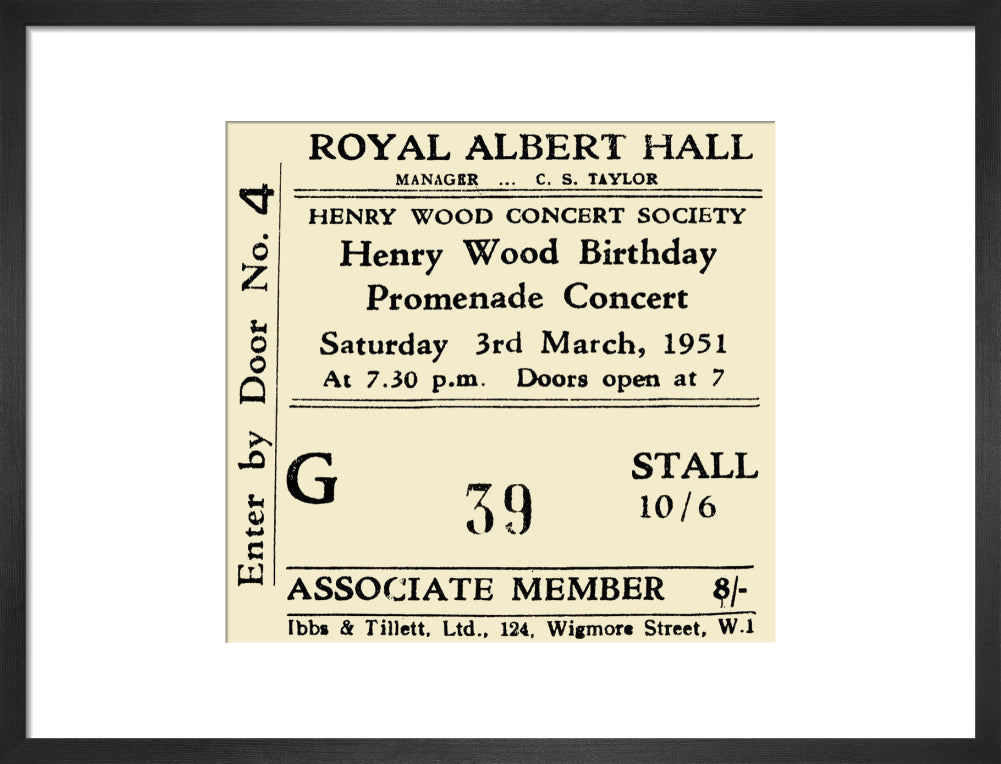 ROYAL ALBERT HALL
MANAGER ... C. S. TAYLOR
HENRY WOOD CONCERT SOCIETY
Henry Wood Birthday
Promenade Concert
Saturday 3rd March, 1951
At 7.30 p.m. Doors open at 7
Enter by Door No. 4
G
39
STALL
10/6
ASSOCIATE MEMBER 8/-
Ibbs & Tillett, Ltd., 124, Wigmore Street, W.1